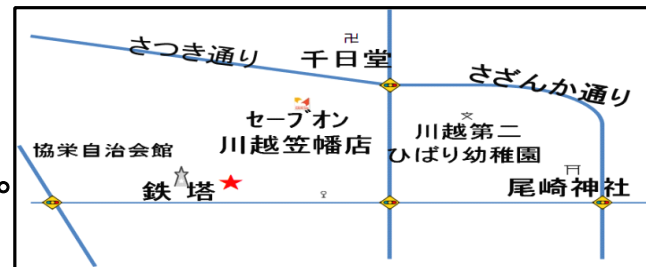 さつき通り
千日堂
さざんか通り
セーブオン
川越笠幡店
川越第二
ひばり幼稚園
協栄自治会館
鉄塔
尾崎神社
。